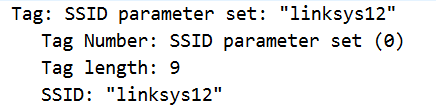 Tag: SSID parameter set: "linksys12"
Tag Number: SSID parameter set (0)
Tag length: 9
SSID: "linksys12"